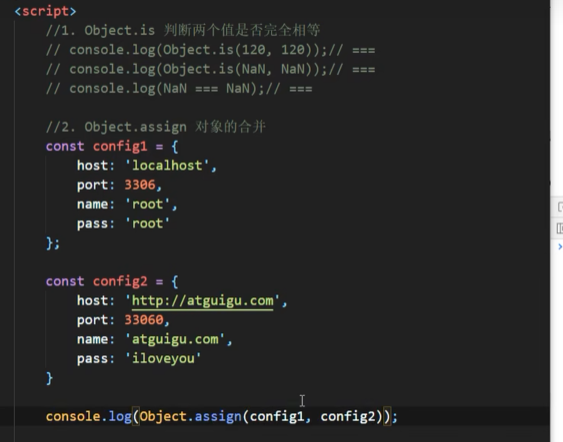 <script>
//1. Object.is 判断两个值是否完全相等
// console.log(Object.is(120, 120));// ===
// console.log(Object.is(NaN, NaN));// ===
// console.log(NaN === NaN);// ===
//2. Object.assign 对象的合并
const config1 = {
host: 'localhost',
port: 3306,
name: 'root',
pass: 'root'
};
const config2 = {
host: 'http://atguigu.com',
port: 33060,
name: 'atguigu.com',
pass: 'iloveyou'
}
console.log(Object.assign(config1, config2));